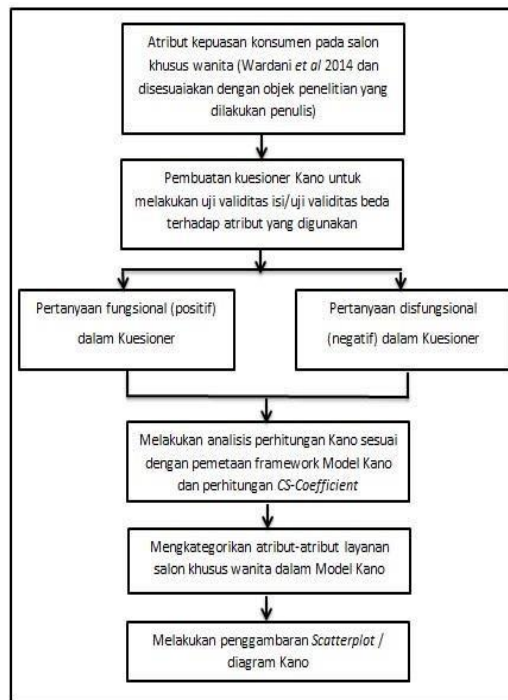 Atribut kepuasan konsumen pada salon
khusus wanita (Wardani et al 2014 dan
disesuaiakan dengan objek penelitian yang
dilakukan penulis)
Pembuatan kuesioner Kano untuk
melakukan uji validitas isi/uji validitas beda
terhadap atribut yang digunakan
Pertanyaan fungsional (positif)
dalam Kuesioner
Pertanyaan disfungsional
(negatif) dalam Kuesioner
Melakukan analisis perhitungan Kano sesuai
dengan pemetaan framework Model Kano
dan perhitungan CS-Coefficient
Mengkategorikan atribut-atribut layanan
salon khusus wanita dalam Model Kano
Melakukan penggambaran Scatterplot /
diagram Kano